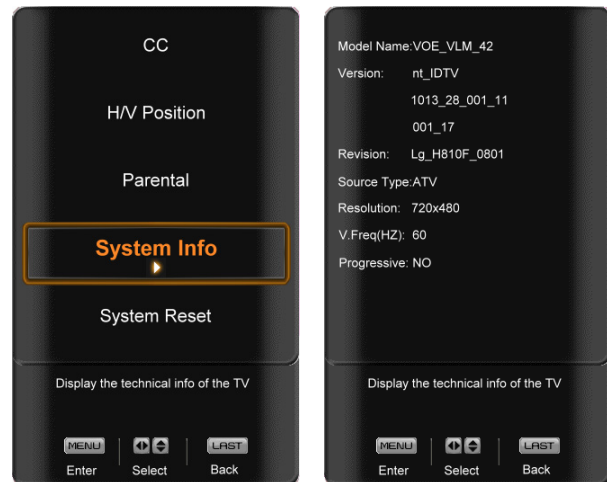 CC
H/V Position
Parental
System Info
System Reset
Display the technical info of the TV
MENU
LAST
Enter
Select
Back
Model Name:VOE_VLM_42
Version: nt_IDTV
1013_28_001_11
001_17
Revision: Lg_H810F_0801
Source Type:ATV
Resolution: 720x480
V.Freq(HZ): 60
Progressive: NO
Display the technical info of the TV
MENU
LAST
Enter
Select
Back